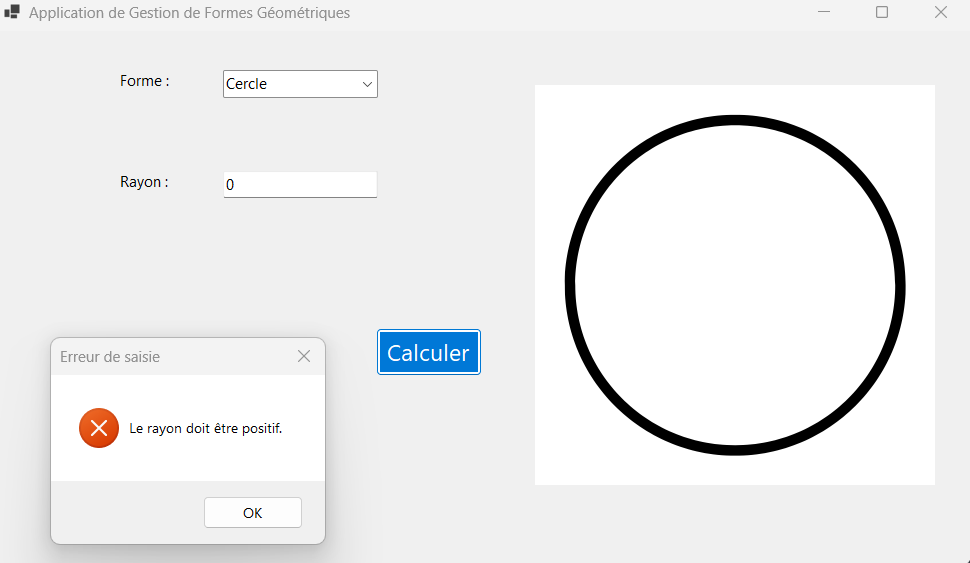 Application de Gestion de Formes Géométriques
Forme :
Cercle
Rayon :
0
Calculer
Erreur de saisie
Le rayon doit être positif.
OK